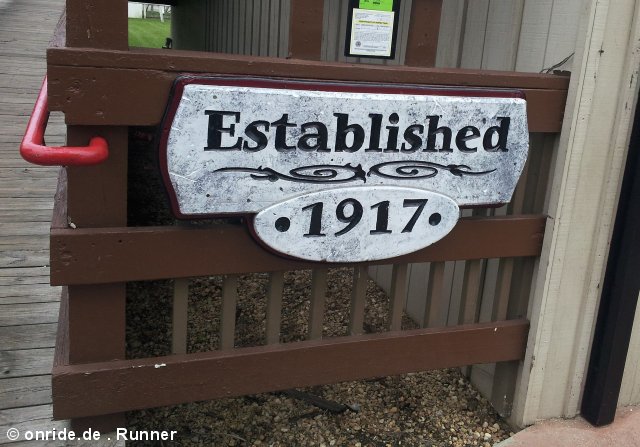 Established
• 1917 •
© onride.de . Runner